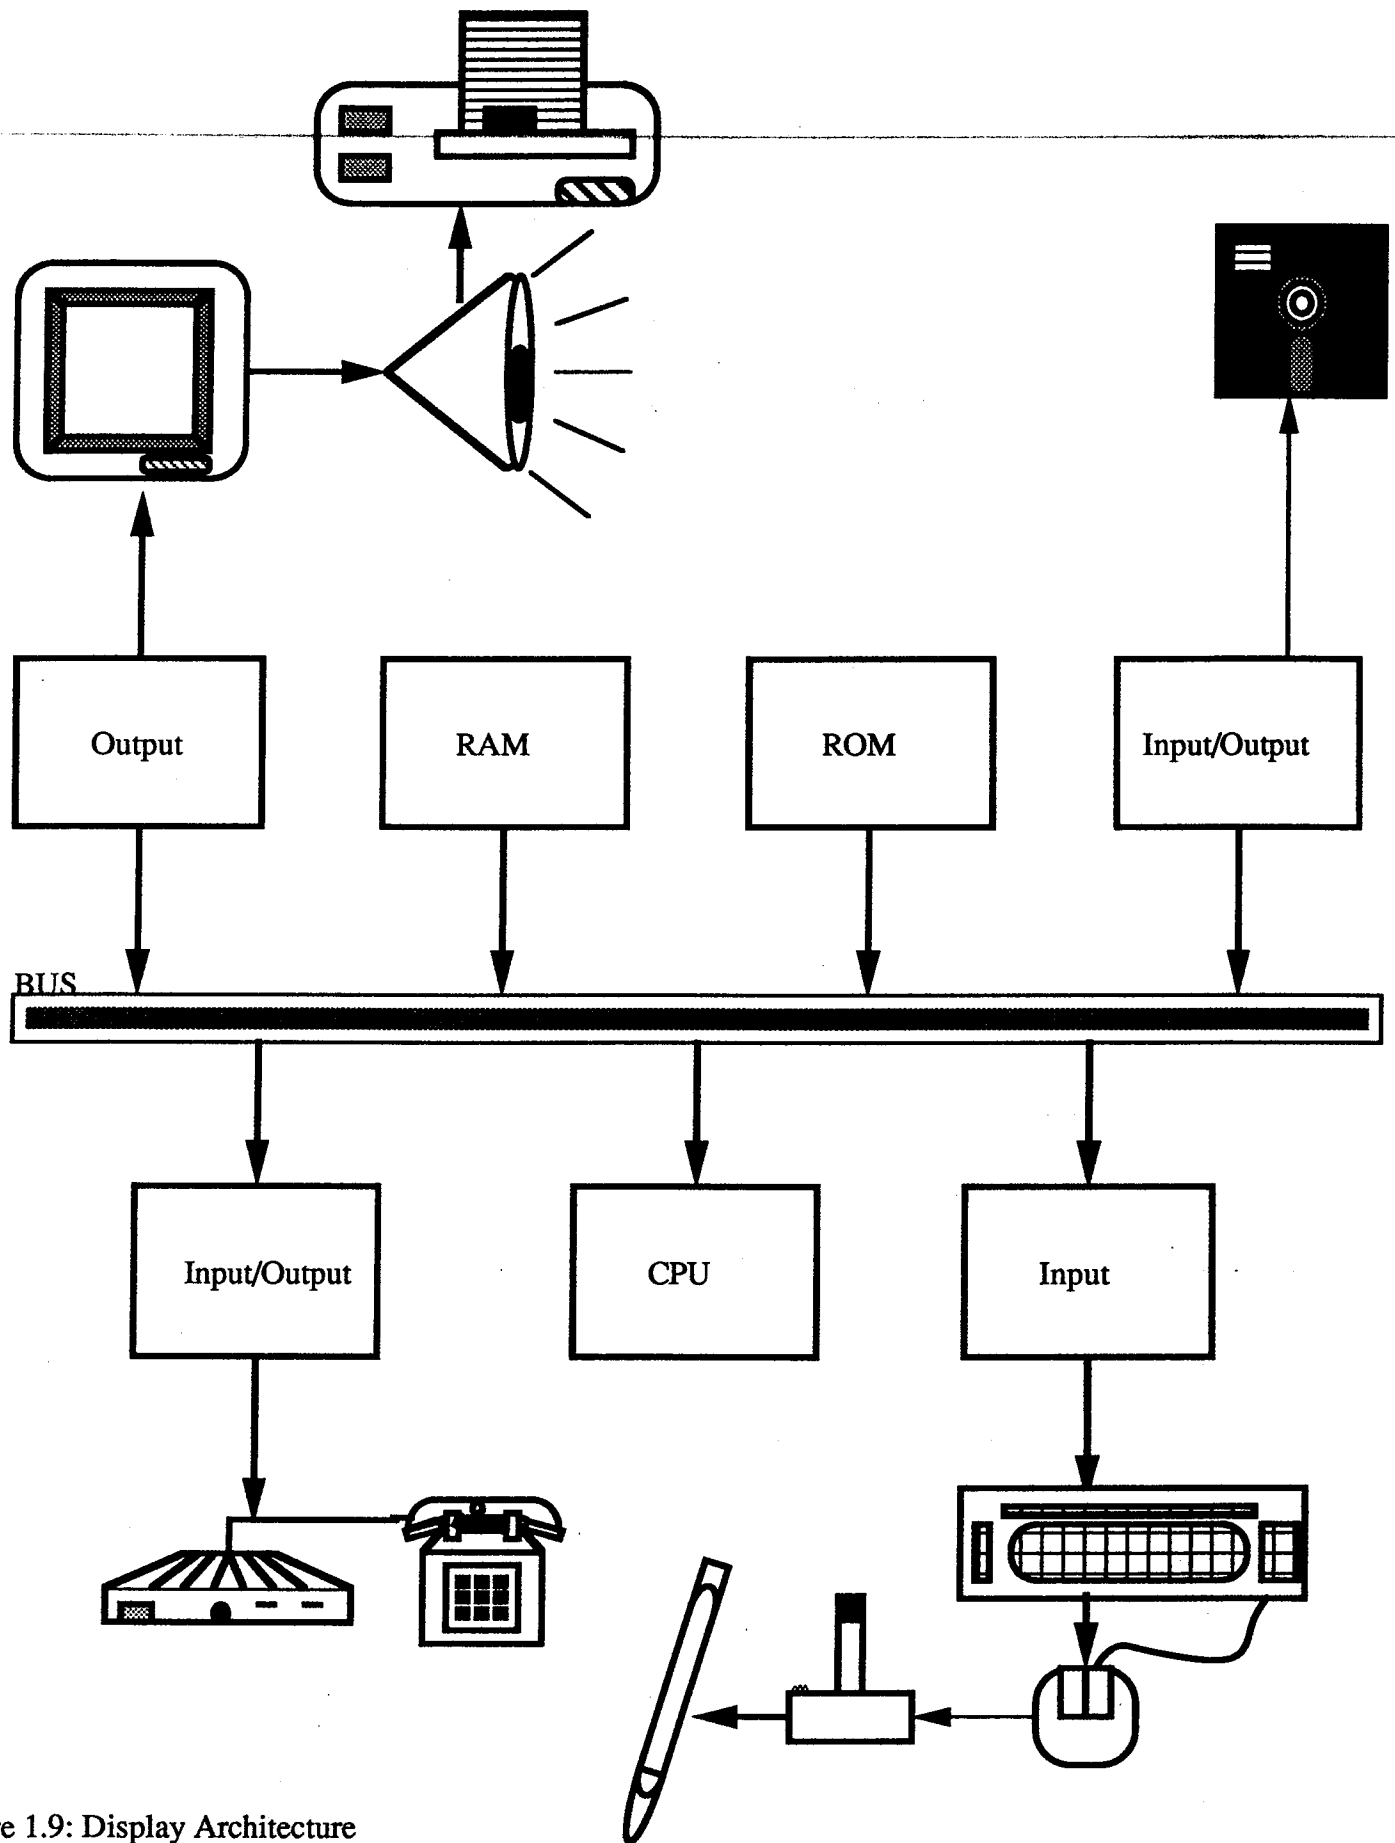 Output
RAM
ROM
Input/Output
BUS
Input/Output
CPU
Input
e 1.9: Display Architecture